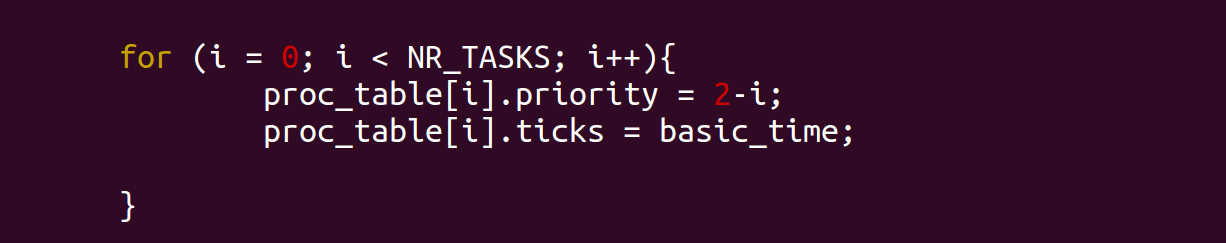 for (i = 0; i < NR_TASKS; i++){
        proc_table[i].priority = 2-i;
        proc_table[i].ticks = basic_time;
}